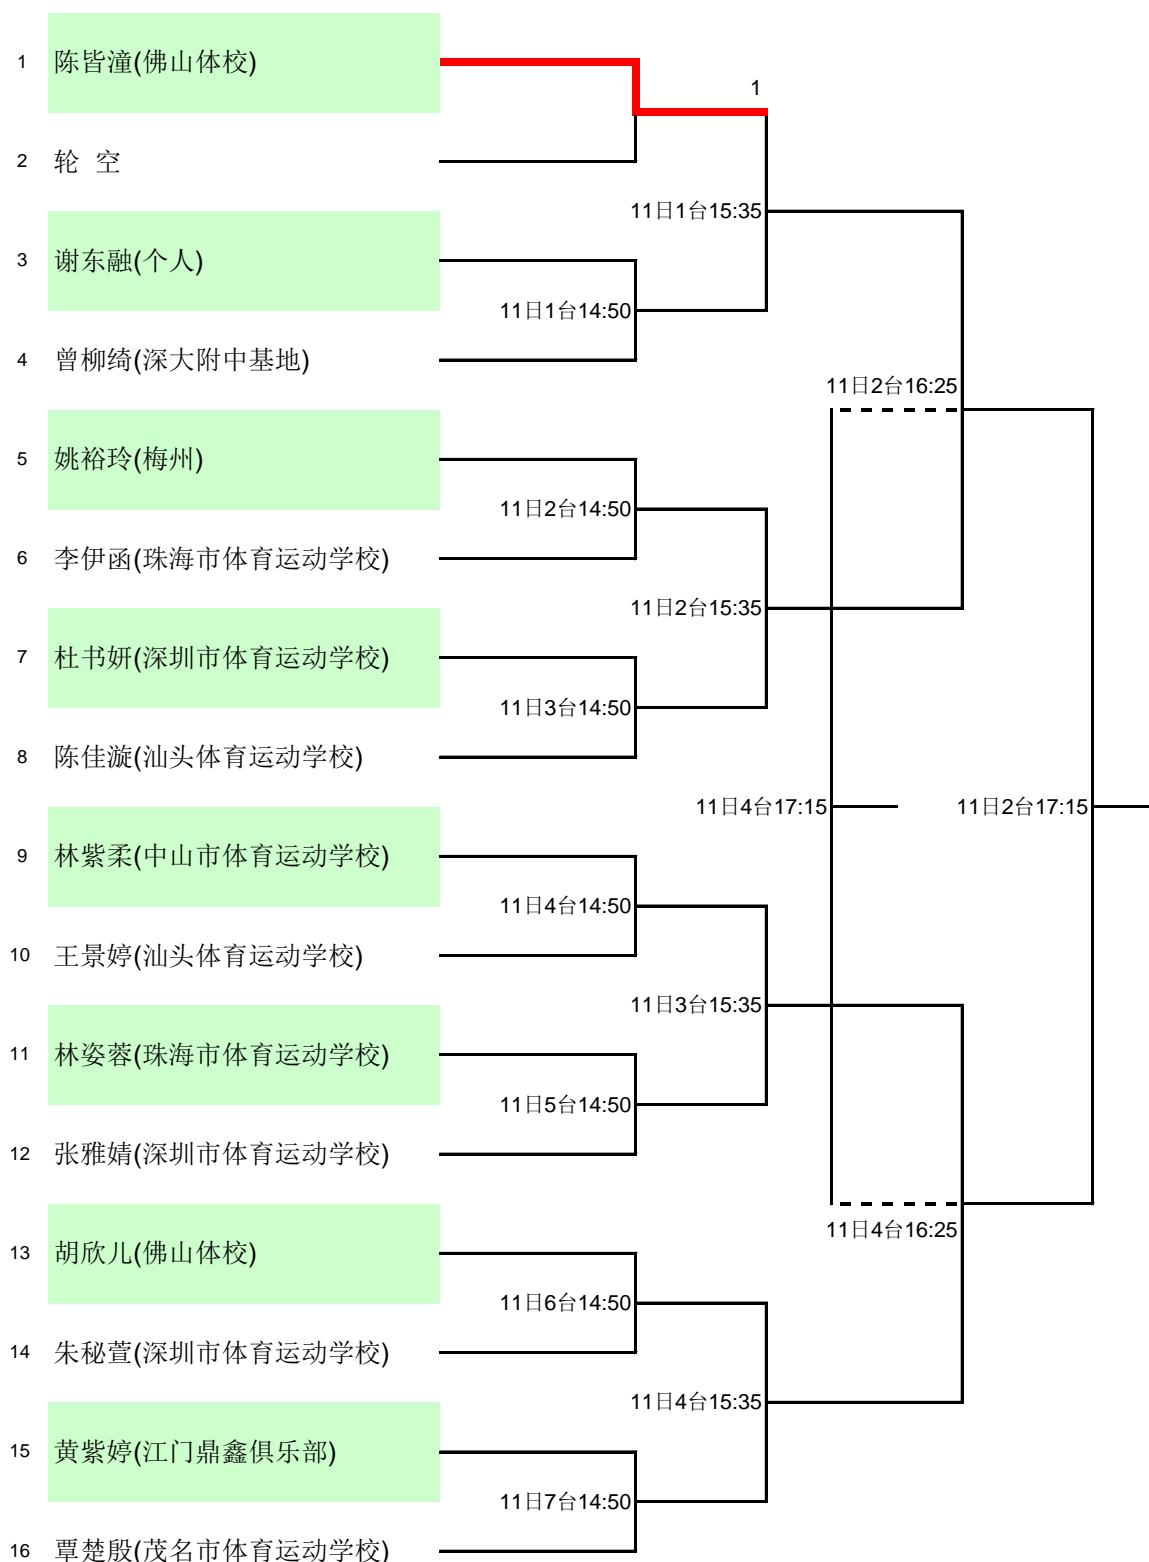 1 陈皆潼(佛山体校)
1
2 轮 空
11日1台15:35
3 谢东融(个人)
11日1台14:50
4 曾柳绮(深大附中基地)
11日2台16:25
5 姚裕玲(梅州)
11日2台14:50
6 李伊函(珠海市体育运动学校)
11日2台15:35
7 杜书妍(深圳市体育运动学校)
11日3台14:50
8 陈佳漩(汕头体育运动学校)
11日4台17:15
11日2台17:15
9 林紫柔(中山市体育运动学校)
11日4台14:50
10 王景婷(汕头体育运动学校)
11日3台15:35
11 林姿蓉(珠海市体育运动学校)
11日5台14:50
12 张雅婧(深圳市体育运动学校)
11日4台16:25
13 胡欣儿(佛山体校)
11日6台14:50
14 朱秘萱(深圳市体育运动学校)
11日4台15:35
15 黄紫婷(江门鼎鑫俱乐部)
11日7台14:50
16 覃楚殷(茂名市体育运动学校)